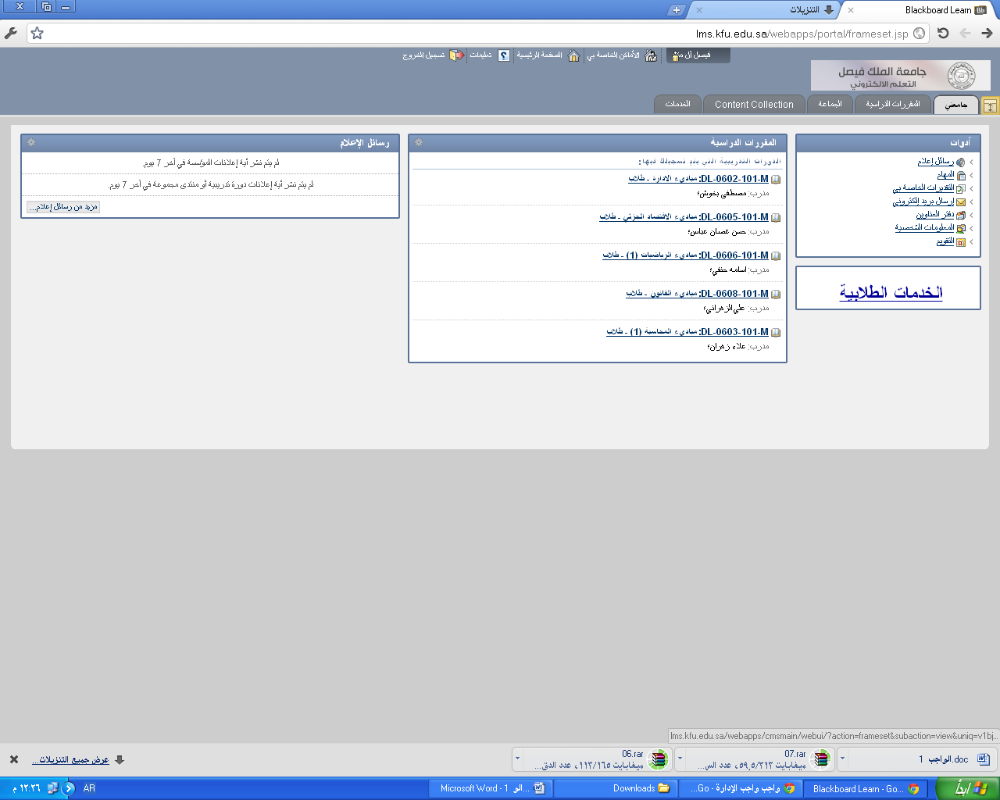 Blackboard Learn
التنزيلات
lms.kfu.edu.sa/webapps/portal/frameset.jsp
فيصل آل
الأماكن الخاصة بي
الصفحة الرئيسية
تعليمات
تسجيل الخروج
جامعة الملك فيصل
التعلم الالكتروني
جامعتي
المقررات الدراسية
الجماعة
Content Collection
الخدمات
أدوات
رسائل إعلام
المهام
التقديرات الخاصة بي
إرسال بريد إلكتروني
دفتر العناوين
المعلومات الشخصية
التقويم
الخدمات الطلابية
المقررات الدراسية
الدورات التدريبية التي يتم تسجيلك فيها:
DL-0602-101-M: مباديء الادارة - طلاب
مدرب: مصطفى بخوش؛
DL-0605-101-M: مباديء الاقتصاد الجزئي - طلاب
مدرب: حسن غصان عباس؛
DL-0606-101-M: مباديء الرياضيات (1) - طلاب
مدرب: اسامه حنفي؛
DL-0608-101-M: مباديء القانون - طلاب
مدرب: علي الزهراني؛
DL-0603-101-M: مباديء المحاسبة (1) - طلاب
مدرب: علاء زهران؛
رسائل الإعلام
لم يتم نشر أية إعلانات المؤسسة في آخر 7 يوم.
لم يتم نشر أية إعلانات دورة تدريبية أو منتدى مجموعة في آخر 7 يوم.
مزيد من رسائل إعلام...
lms.kfu.edu.sa/webapps/cmsmain/webui/?action=frameset&subaction=view&uniq=v1bj...
الواجب 1.doc
07.rar
٥٩٫٥/٢١٣ ميغابايت، عدد الس...
06.rar
١١٣/١٦٥ ميغابايت، عدد الدق...
عرض جميع التنزيلات...
ابدأ
Blackboard Learn - Go...
واجب واجب الإدارة - Go...
Downloads
الو... 1 - Microsoft Word
AR
١٢:٢٦ م